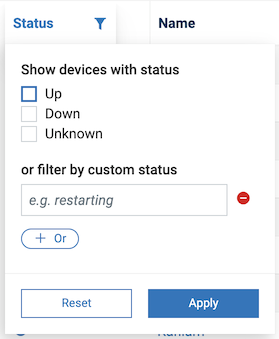 Status Name
Show devices with status
Up
Down
Unknown
or filter by custom status
e.g. restarting
+ Or
Reset Apply